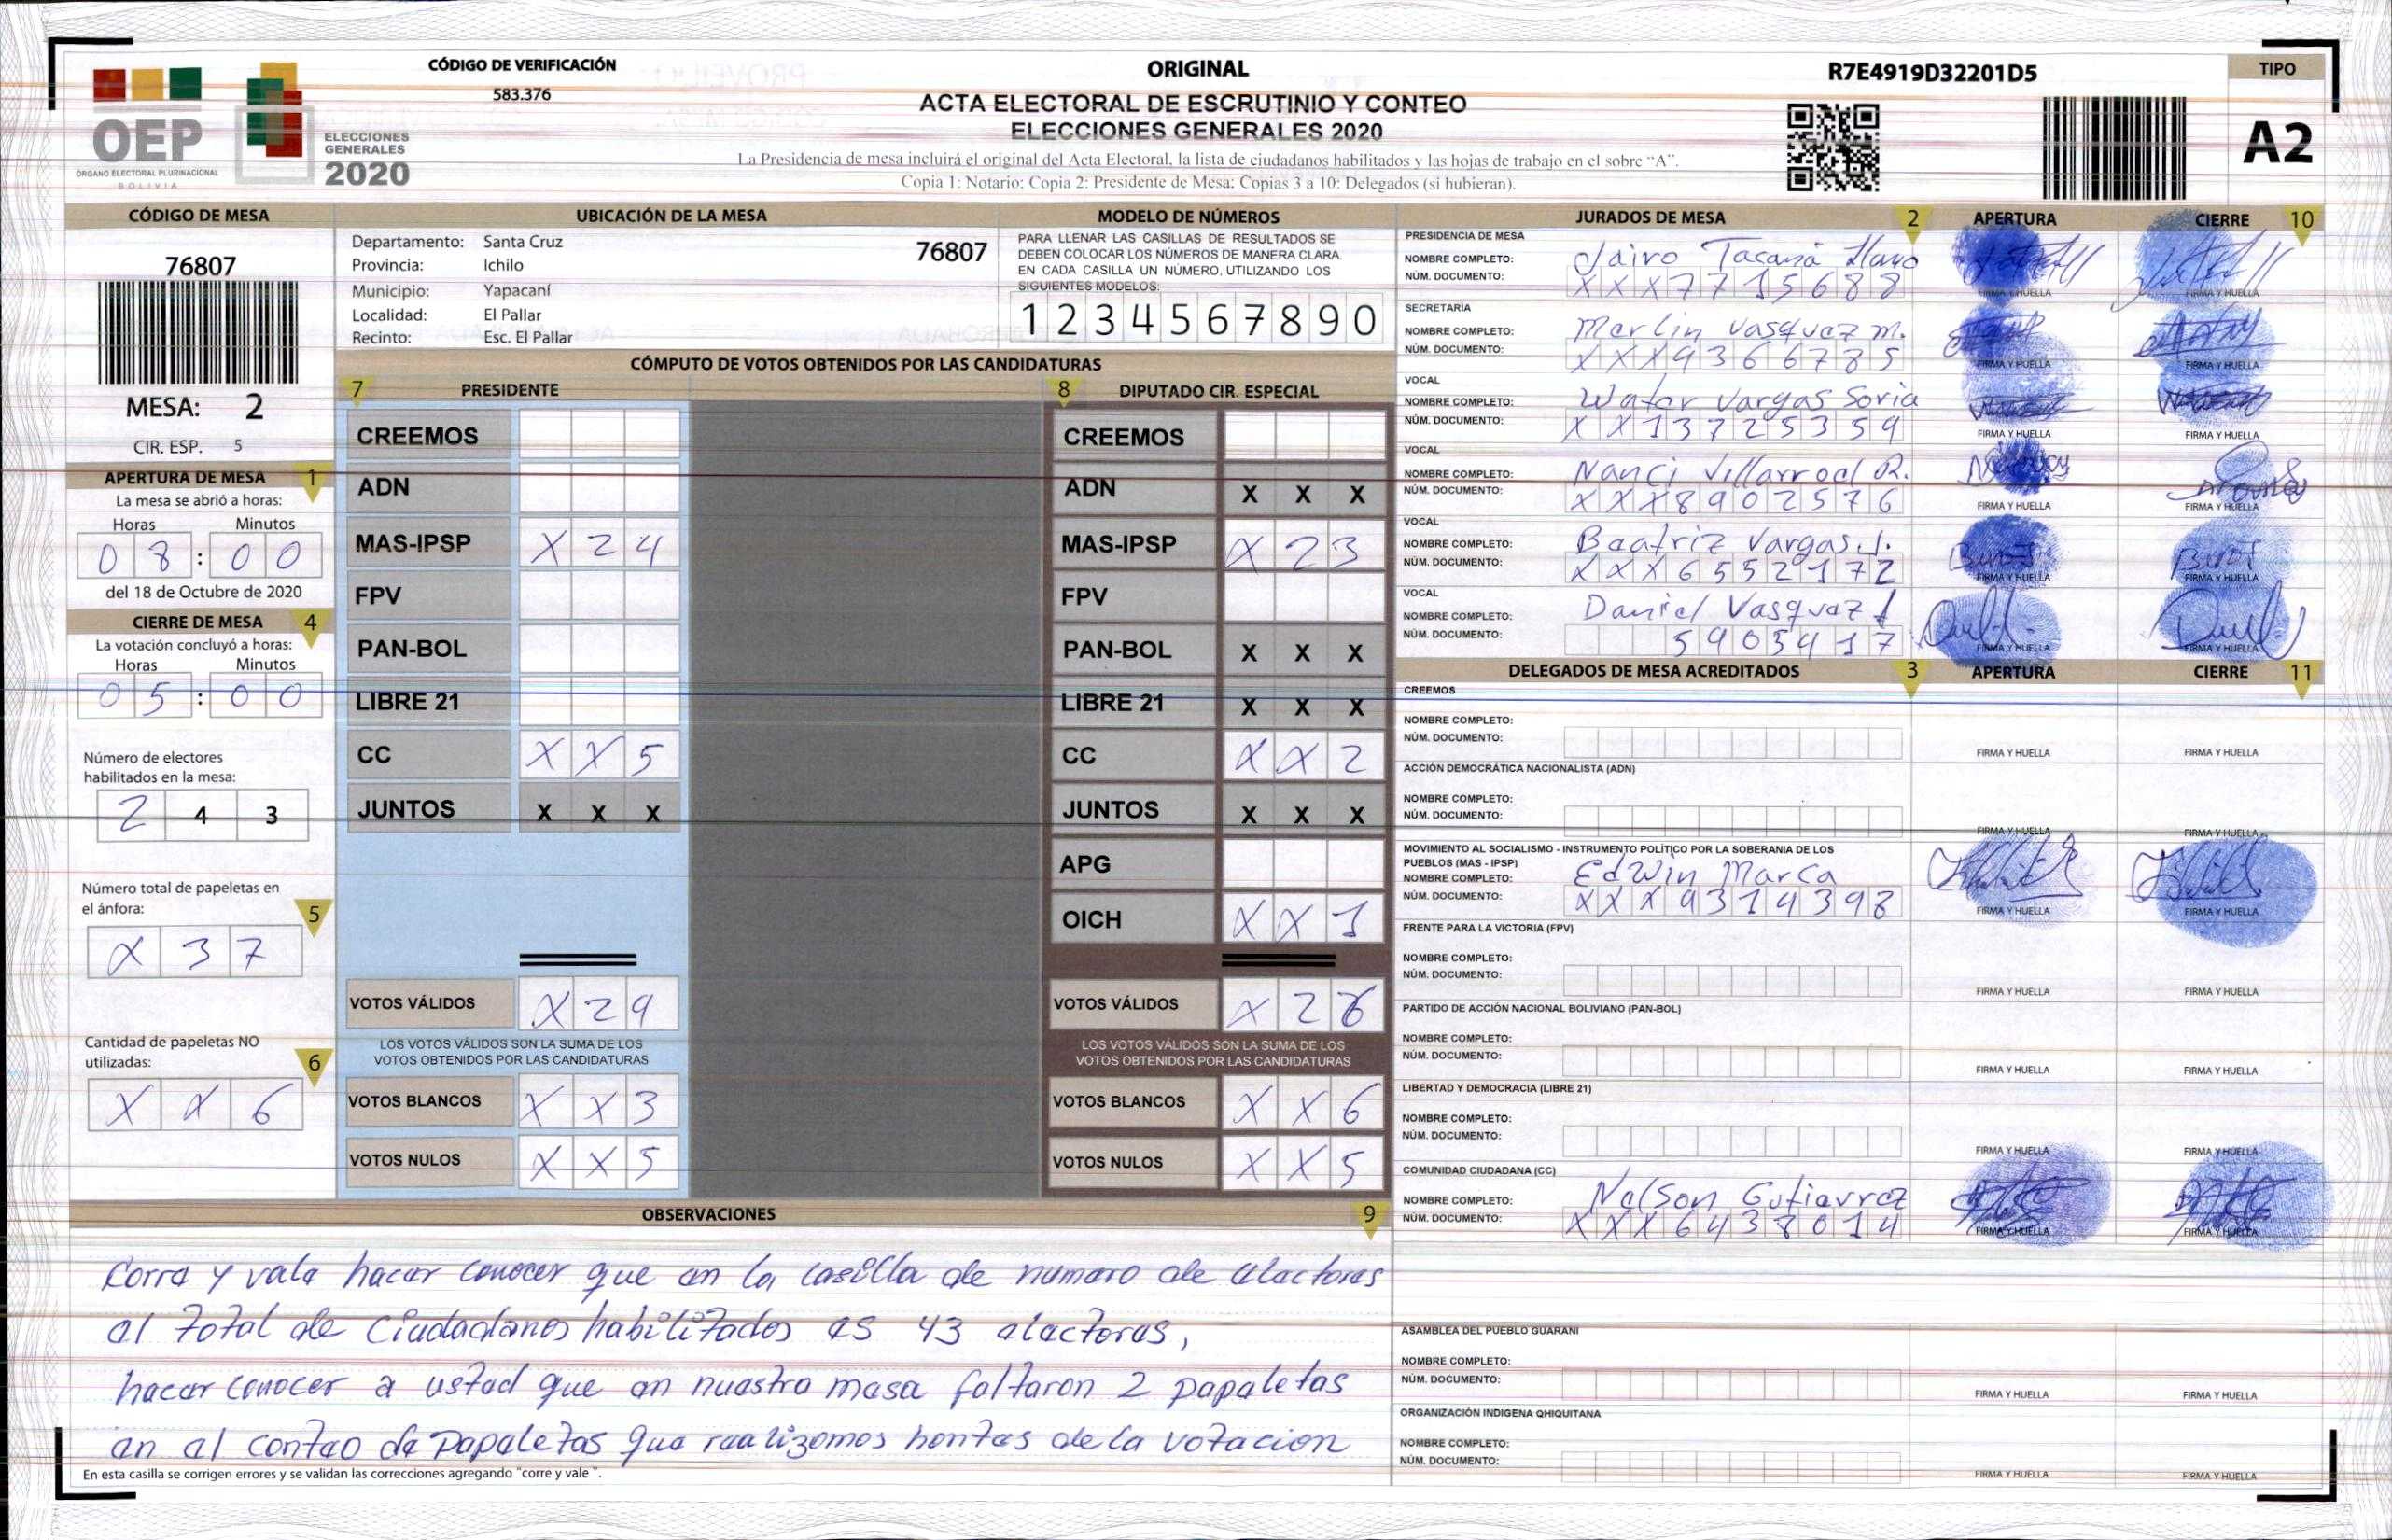 CÓDIGO DE VERIFICACIÓN
583.376
OEP
ÓRGANO ELECTORAL PLURINACIONAL
BOLIVIA
ELECCIONES
GENERALES
2020
ORIGINAL
ACTA ELECTORAL DE ESCRUTINIO Y CONTEO
ELECCIONES GENERALES 2020
La Presidencia de mesa incluirá el original del Acta Electoral, la lista de ciudadanos habilitados y las hojas de trabajo en el sobre “A”.
Copia 1: Notario; Copia 2: Presidente de Mesa; Copias 3 a 10: Delegados (si hubieran).
R7E4919D32201D5
TIPO
A2
CÓDIGO DE MESA
76807
MESA: 2
CIR. ESP. 5
APERTURA DE MESA 1
La mesa se abrió a horas:
Horas Minutos
0 8 : 0 0
del 18 de Octubre de 2020
CIERRE DE MESA 4
La votación concluyó a horas:
Horas Minutos
0 5 : 0 0
Número de electores
habilitados en la mesa:
2 4 3
Número total de papeletas en
el ánfora:
5
X 3 7
Cantidad de papeletas NO
utilizadas:
6
X X 6
UBICACIÓN DE LA MESA
Departamento: Santa Cruz
76807
Provincia: Ichilo
Municipio: Yapacaní
Localidad: El Pallar
Recinto: Esc. El Pallar
MODELO DE NÚMEROS
PARA LLENAR LAS CASILLAS DE RESULTADOS SE
DEBEN COLOCAR LOS NÚMEROS DE MANERA CLARA.
EN CADA CASILLA UN NÚMERO, UTILIZANDO LOS
SIGUIENTES MODELOS:
1 2 3 4 5 6 7 8 9 0
CÓMPUTO DE VOTOS OBTENIDOS POR LAS CANDIDATURAS
7 PRESIDENTE
CREEMOS
ADN
MAS-IPSP X 2 4
FPV
PAN-BOL
LIBRE 21
CC X X 5
JUNTOS X X X
VOTOS VÁLIDOS X 2 9
LOS VOTOS VÁLIDOS SON LA SUMA DE LOS
VOTOS OBTENIDOS POR LAS CANDIDATURAS
VOTOS BLANCOS X X 3
VOTOS NULOS X X 5
8 DIPUTADO CIR. ESPECIAL
CREEMOS
ADN X X X
MAS-IPSP X 2 3
FPV
PAN-BOL X X X
LIBRE 21 X X X
CC X X 2
JUNTOS X X X
APG
OICH X X 1
VOTOS VÁLIDOS X 2 6
LOS VOTOS VÁLIDOS SON LA SUMA DE LOS
VOTOS OBTENIDOS POR LAS CANDIDATURAS
VOTOS BLANCOS X X 6
VOTOS NULOS X X 5
OBSERVACIONES 9
Corre y vale hacer conocer que en la casilla de numero de electores
el total de ciudadanos habilitados es 43 electores,
hacer conocer a usted que en nuestra mesa faltaron 2 papeletas
en el conteo de papeletas que realizomos hontes de la votacion
En esta casilla se corrigen errores y se validan las correcciones agregando “corre y vale”.
JURADOS DE MESA 2 APERTURA CIERRE 10
PRESIDENCIA DE MESA
NOMBRE COMPLETO: Jairo Tacaná
NÚM. DOCUMENTO: X X X 7 7 1 5 6 8 8
FIRMA Y HUELLA FIRMA Y HUELLA
SECRETARÍA
NOMBRE COMPLETO: Merlin Vasquez M.
NÚM. DOCUMENTO: X X X 9 3 6 6 7 8 5
FIRMA Y HUELLA FIRMA Y HUELLA
VOCAL
NOMBRE COMPLETO: Walter Vargas Soria
NÚM. DOCUMENTO: X X 1 3 7 2 5 3 5 9
FIRMA Y HUELLA FIRMA Y HUELLA
VOCAL
NOMBRE COMPLETO: Nanci Villarroel R.
NÚM. DOCUMENTO: X X X 8 9 0 2 5 7 6
FIRMA Y HUELLA FIRMA Y HUELLA
VOCAL
NOMBRE COMPLETO: Beatriz Vargas J.
NÚM. DOCUMENTO: X X X 6 5 5 2 1 7 2
FIRMA Y HUELLA FIRMA Y HUELLA
VOCAL
NOMBRE COMPLETO: Daniel Vasquez
NÚM. DOCUMENTO: 5 9 0 5 4 1 7
FIRMA Y HUELLA FIRMA Y HUELLA
DELEGADOS DE MESA ACREDITADOS 3 APERTURA CIERRE 11
CREEMOS
NOMBRE COMPLETO:
NÚM. DOCUMENTO:
FIRMA Y HUELLA FIRMA Y HUELLA
ACCIÓN DEMOCRÁTICA NACIONALISTA (ADN)
NOMBRE COMPLETO:
NÚM. DOCUMENTO:
FIRMA Y HUELLA FIRMA Y HUELLA
MOVIMIENTO AL SOCIALISMO - INSTRUMENTO POLÍTICO POR LA SOBERANIA DE LOS
PUEBLOS (MAS - IPSP)
NOMBRE COMPLETO: Edwin Marca
NÚM. DOCUMENTO: X X X 9 3 1 4 3 9 8
FIRMA Y HUELLA FIRMA Y HUELLA
FRENTE PARA LA VICTORIA (FPV)
NOMBRE COMPLETO:
NÚM. DOCUMENTO:
FIRMA Y HUELLA FIRMA Y HUELLA
PARTIDO DE ACCIÓN NACIONAL BOLIVIANO (PAN-BOL)
NOMBRE COMPLETO:
NÚM. DOCUMENTO:
FIRMA Y HUELLA FIRMA Y HUELLA
LIBERTAD Y DEMOCRACIA (LIBRE 21)
NOMBRE COMPLETO:
NÚM. DOCUMENTO:
FIRMA Y HUELLA FIRMA Y HUELLA
COMUNIDAD CIUDADANA (CC)
NOMBRE COMPLETO: Nelson Gutierrez
NÚM. DOCUMENTO: X X X 6 4 3 8 0 1 4
FIRMA Y HUELLA FIRMA Y HUELLA
ASAMBLEA DEL PUEBLO GUARANI
NOMBRE COMPLETO:
NÚM. DOCUMENTO:
FIRMA Y HUELLA FIRMA Y HUELLA
ORGANIZACIÓN INDIGENA QHIQUITANA
NOMBRE COMPLETO:
NÚM. DOCUMENTO:
FIRMA Y HUELLA FIRMA Y HUELLA